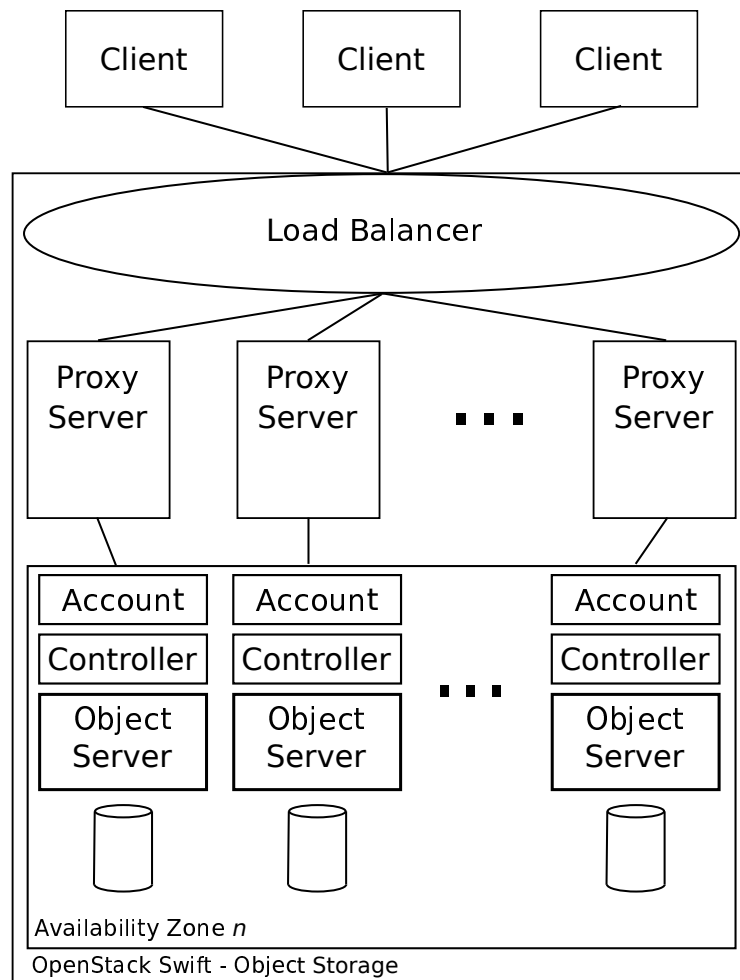 Client
Client
Client
Load Balancer
Proxy
Server
Proxy
Server
Proxy
Server
Account
Account
Account
Controller
Controller
Controller
Object
Server
Object
Server
Object
Server
Availability Zone n
OpenStack Swift - Object Storage